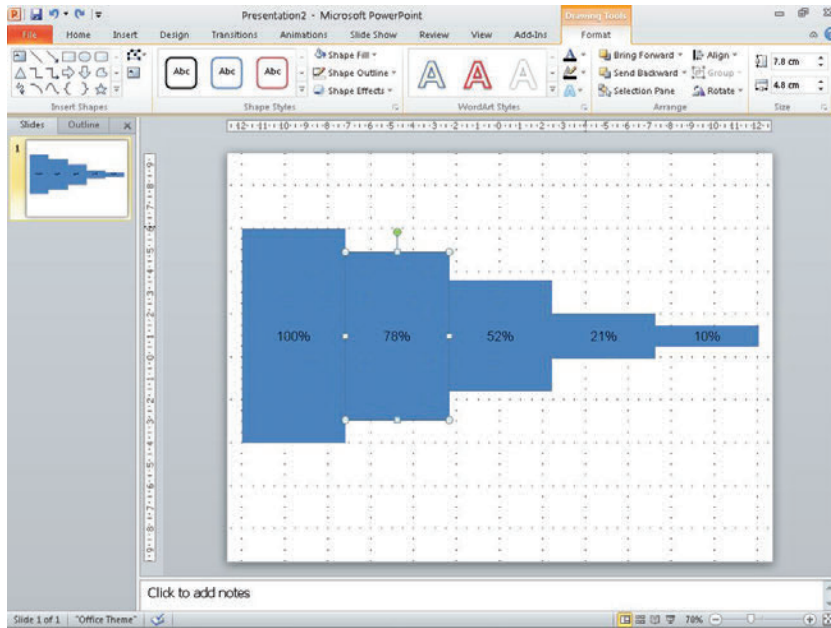 Presentation2 - Microsoft PowerPoint
Drawing Tools
File Home Insert Design Transitions Animations Slide Show Review View Add-Ins Format
Abc Abc Abc
Shape Fill
Shape Outline
Shape Effects
A A A
A
A
Bring Forward
Send Backward
Selection Pane
Align
Group
Rotate
7.8 cm
4.8 cm
Insert Shapes Shape Styles WordArt Styles Arrange Size
Slides Outline
1
100% 78% 52% 21% 10%
Click to add notes
Slide 1 of 1 "Office Theme" 70%